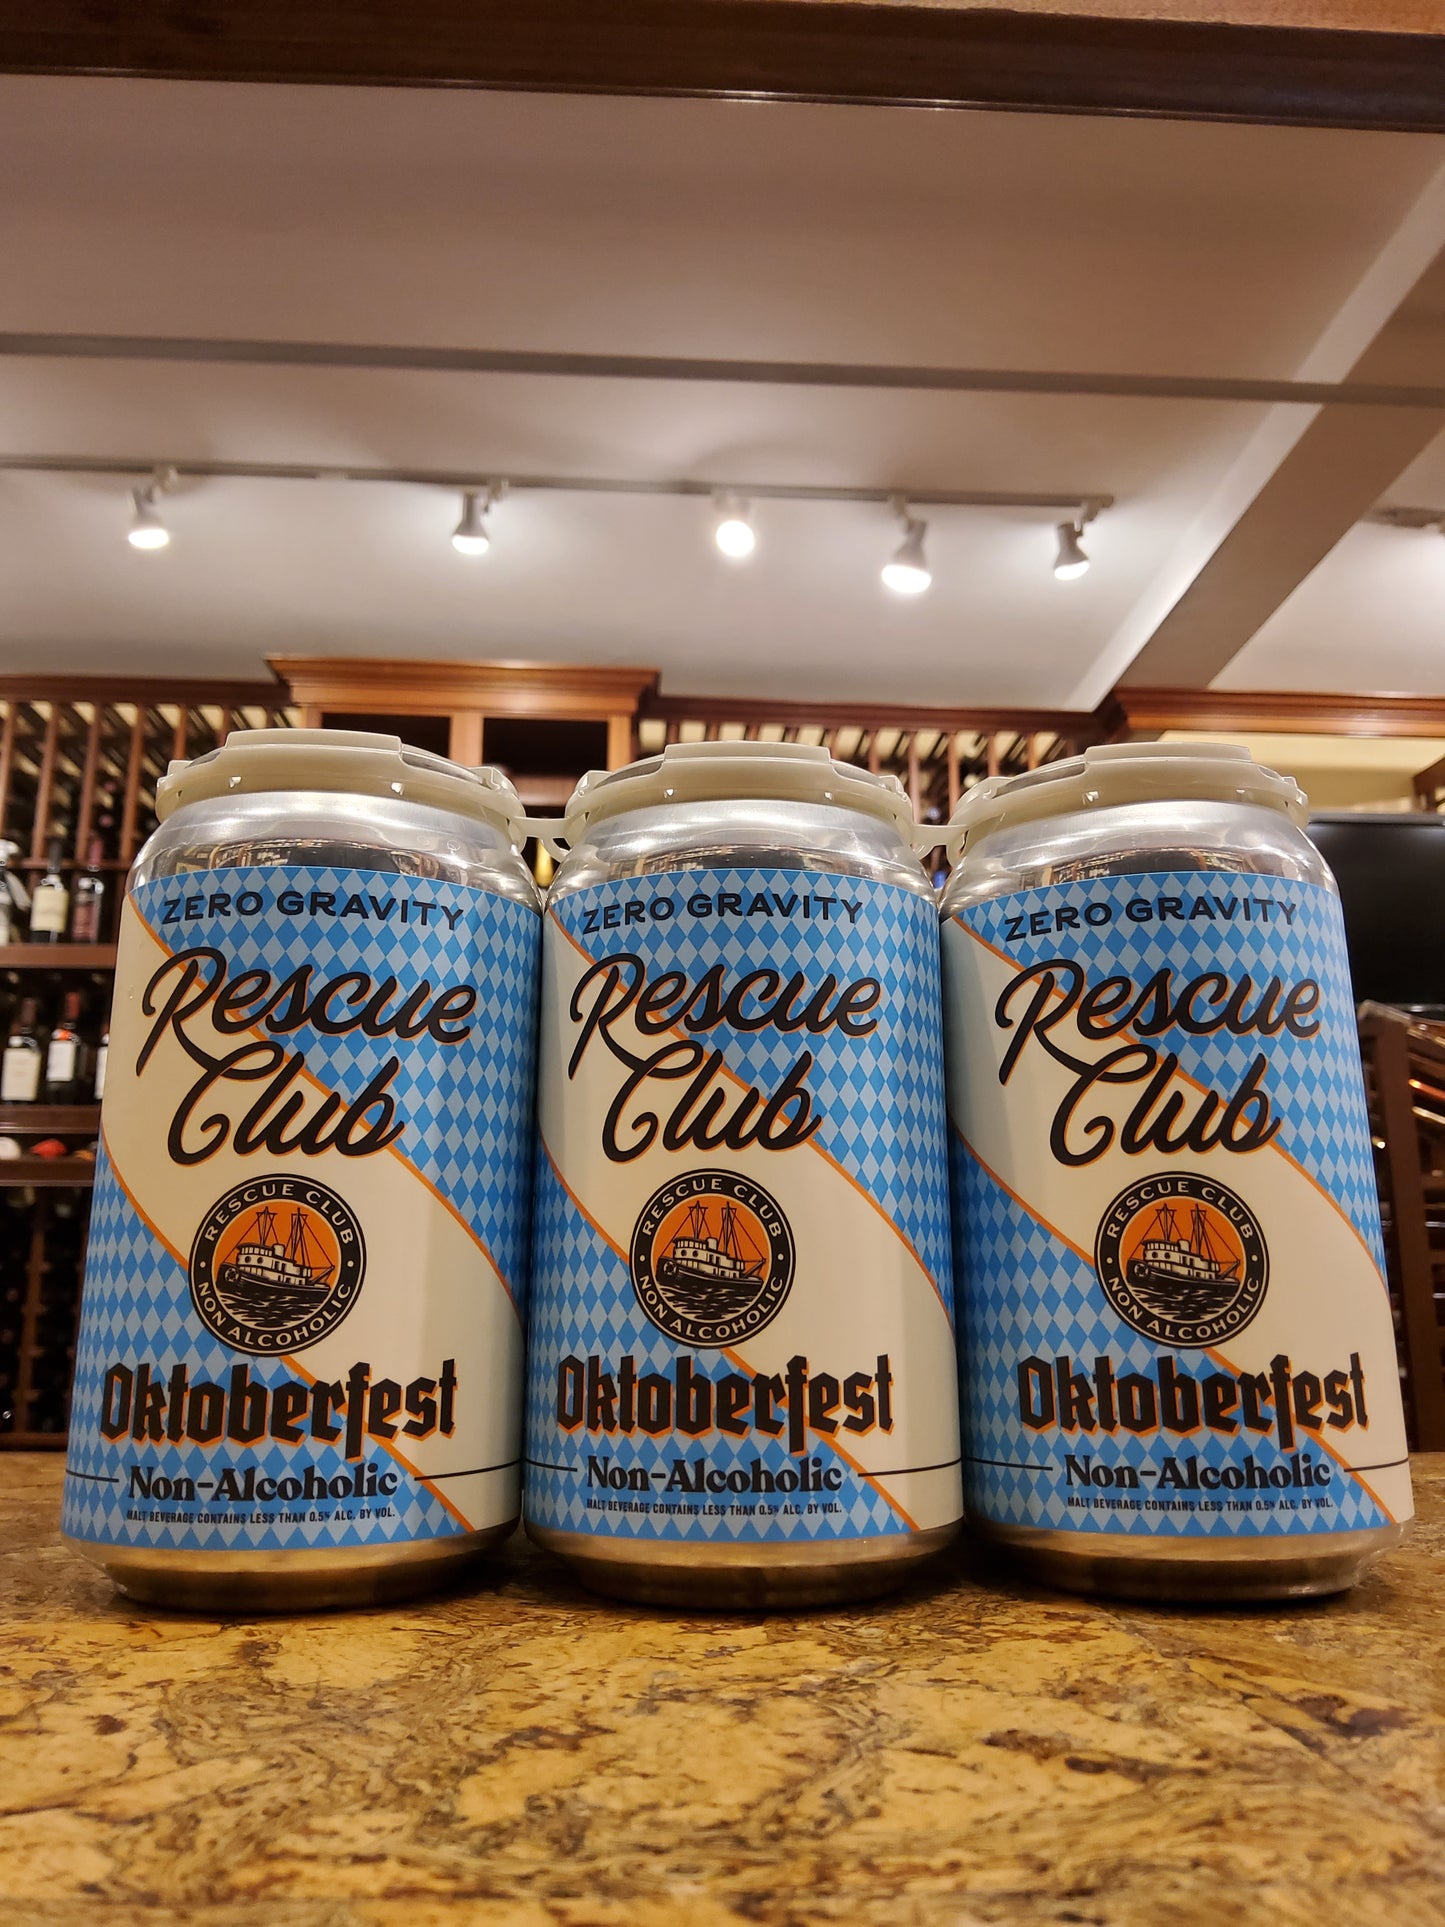 ZERO GRAVITY
Rescue
Club
RESCUE CLUB
• NON ALCOHOLIC •
Oktoberfest
Non-Alcoholic
MALT BEVERAGE CONTAINS LESS THAN 0.5% ALC. BY VOL.
ZERO GRAVITY
Rescue
Club
RESCUE CLUB
• NON ALCOHOLIC •
Oktoberfest
Non-Alcoholic
MALT BEVERAGE CONTAINS LESS THAN 0.5% ALC. BY VOL.
ZERO GRAVITY
Rescue
Club
RESCUE CLUB
• NON ALCOHOLIC •
Oktoberfest
Non-Alcoholic
MALT BEVERAGE CONTAINS LESS THAN 0.5% ALC. BY VOL.